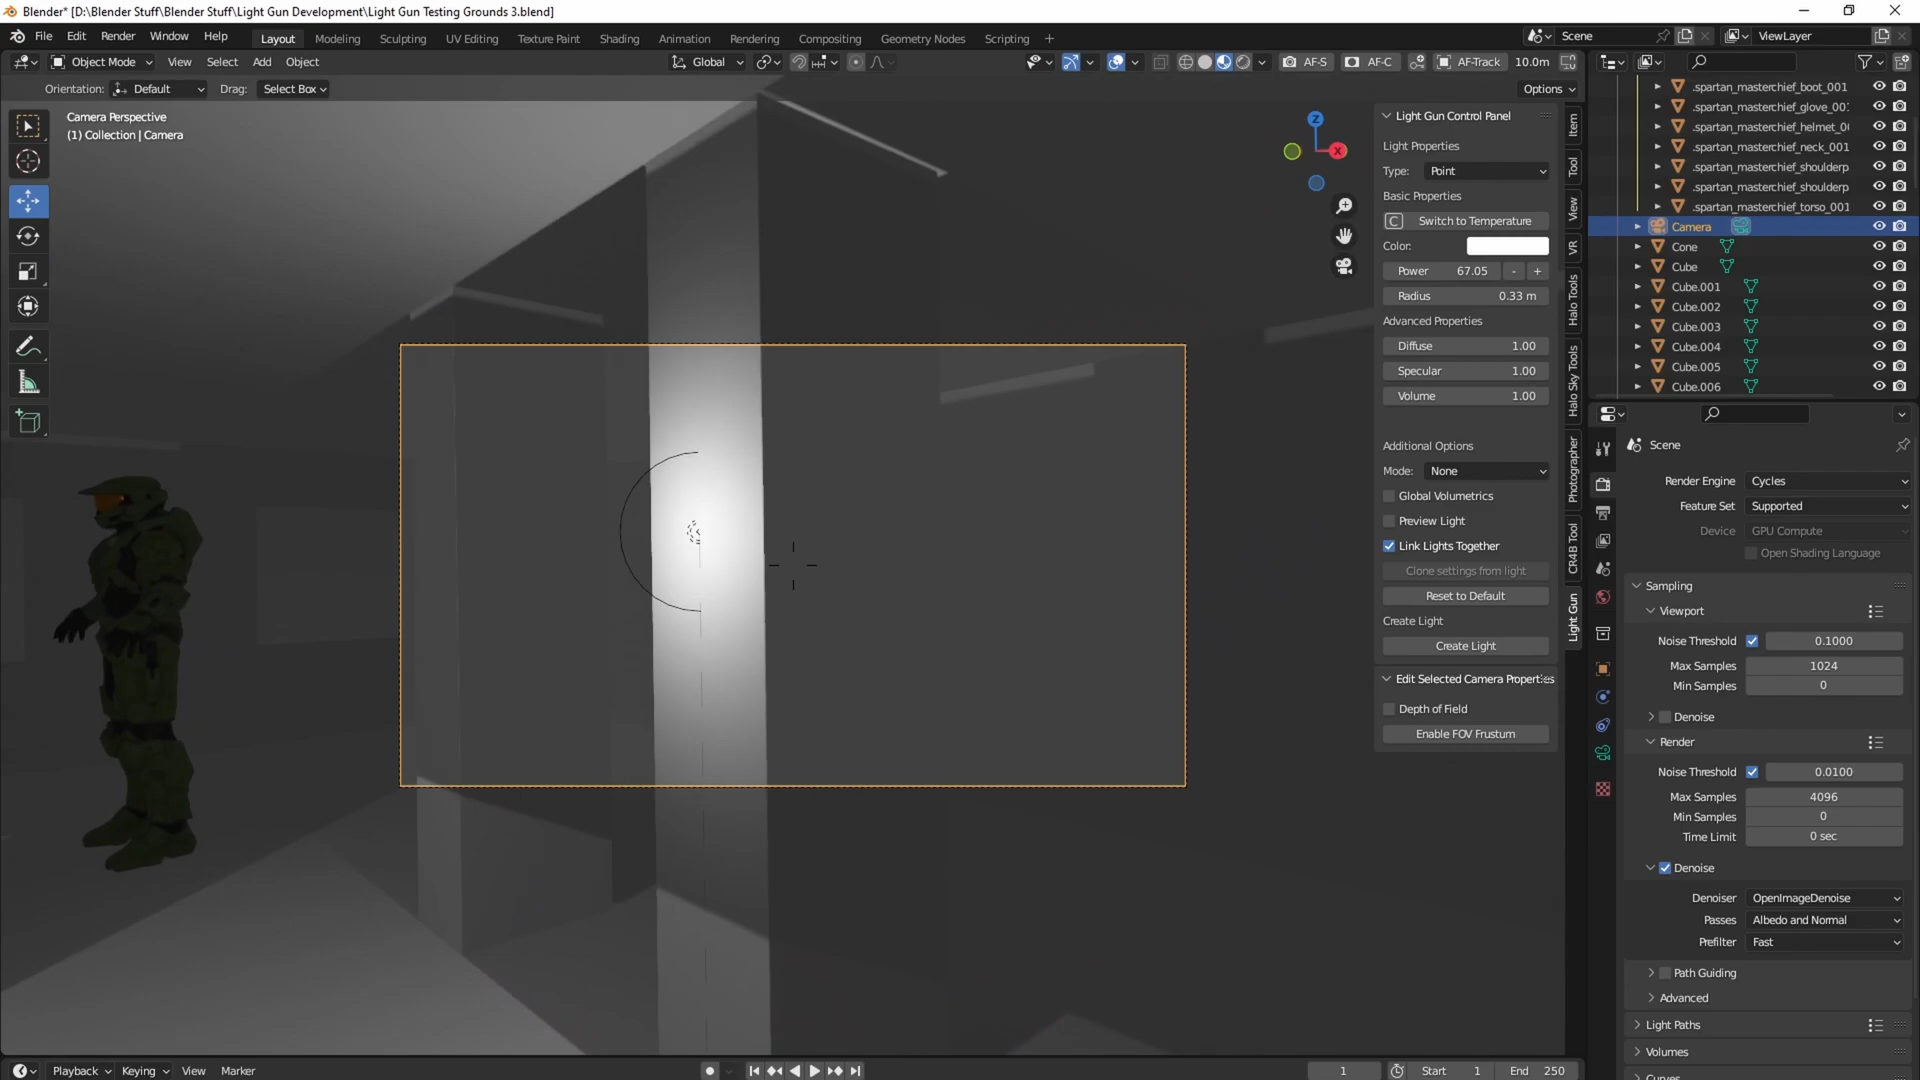 Blender* [D:\Blender Stuff\Blender Stuff\Light Gun Development\Light Gun Testing Grounds 3.blend]
File Edit Render Window Help Layout Modeling Sculpting UV Editing Texture Paint Shading Animation Rendering Compositing Geometry Nodes Scripting + Scene ViewLayer
Object Mode View Select Add Object Global AF-S AF-C AF-Track 10.0m
Orientation: Default Drag: Select Box Options
Camera Perspective
(1) Collection | Camera
Z
X
Light Gun Control Panel
Light Properties
Type: Point
Basic Properties
C Switch to Temperature
Color:
Power 67.05 - +
Radius 0.33 m
Advanced Properties
Diffuse 1.00
Specular 1.00
Volume 1.00
Additional Options
Mode: None
Global Volumetrics
Preview Light
Link Lights Together
Clone settings from light
Reset to Default
Create Light
Create Light
Edit Selected Camera Properties
Depth of Field
Enable FOV Frustum
Item
Tool
View
VR
Halo Tools
Halo Sky Tools
Photographer
CR4B Tool
Light Gun
.spartan_masterchief_boot_001
.spartan_masterchief_glove_00
.spartan_masterchief_helmet_0
.spartan_masterchief_neck_001
.spartan_masterchief_shoulderp
.spartan_masterchief_shoulderp
.spartan_masterchief_torso_001
Camera
Cone
Cube
Cube.001
Cube.002
Cube.003
Cube.004
Cube.005
Cube.006
Scene
Render Engine Cycles
Feature Set Supported
Device GPU Compute
Open Shading Language
Sampling
Viewport
Noise Threshold 0.1000
Max Samples 1024
Min Samples 0
Denoise
Render
Noise Threshold 0.0100
Max Samples 4096
Min Samples 0
Time Limit 0 sec
Denoise
Denoiser OpenImageDenoise
Passes Albedo and Normal
Prefilter Fast
Path Guiding
Advanced
Light Paths
Volumes
Playback Keying View Marker 1 Start 1 End 250